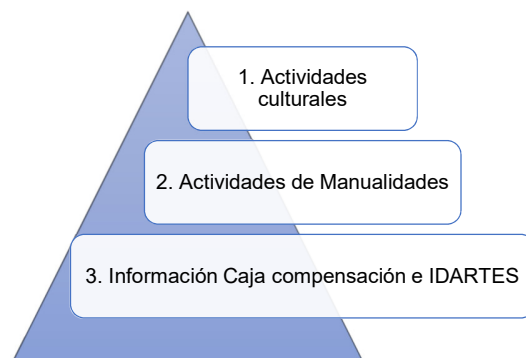 1. Actividades
culturales
2. Actividades de Manualidades
3. Información Caja compensación e IDARTES